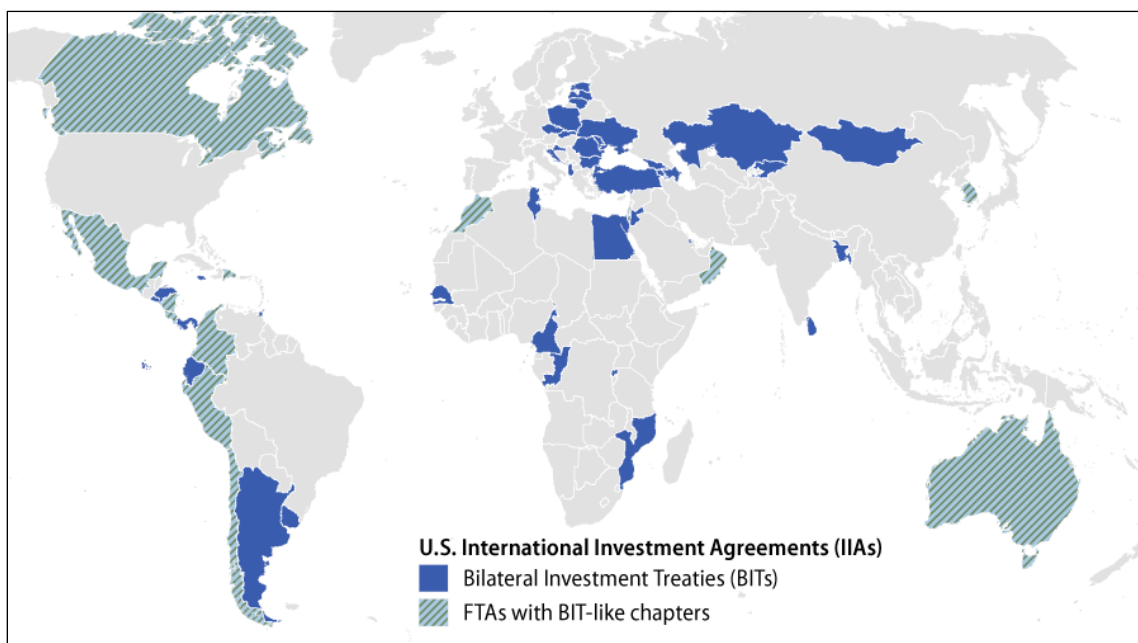 U.S. International Investment Agreements (IIAs)
Bilateral Investment Treaties (BITs)
FTAs with BIT-like chapters